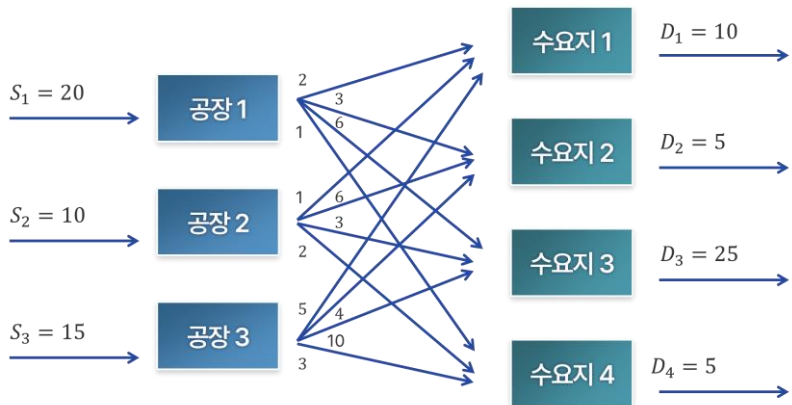 수요지 1
D₁ = 10
2
S₁ = 20
공장 1
3
1
6
수요지 2
D₂ = 5
1
6
S₂ = 10
공장 2
3
2
수요지 3
D₃ = 25
5
4
S₃ = 15
공장 3
10
3
수요지 4
D₄ = 5